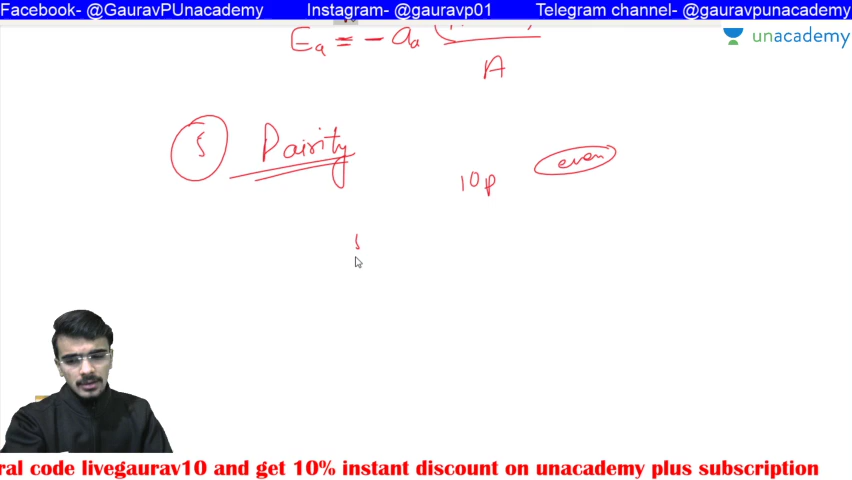 Facebook- @GauravPUnacademy Instagram- @gauravp01 Telegram channel- @gauravpunacademy
unacademy
Ea = - aa
A
5 Pairity
10p even
ral code livegaurav10 and get 10% instant discount on unacademy plus subscription